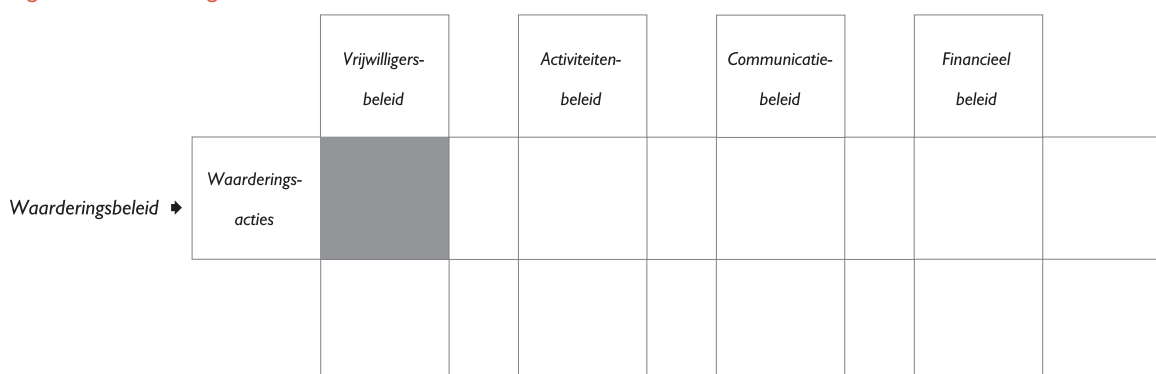 Vrijwilligers-
beleid
Activiteiten-
beleid
Communicatie-
beleid
Financieel
beleid
Waarderingsbeleid
Waarderings-
acties